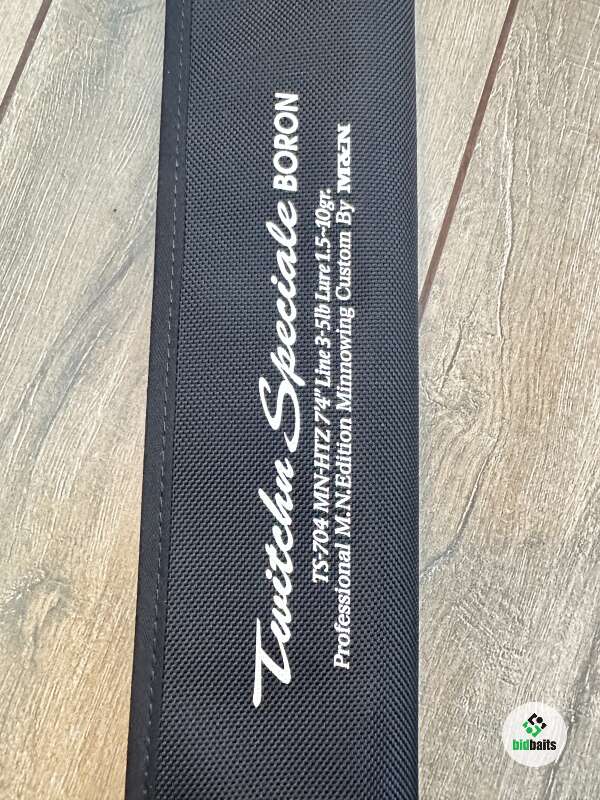 Twitchn Speciale BORON
TS-704 MN-HTZ 7'4" Line 3-5lb Lure 1.5-10gr.
Professional M.N.Edition Minnowing Custom By M&N
bidbaits